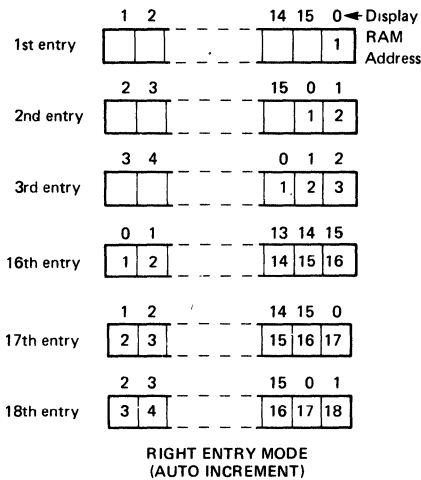 1 2 14 15 0 Display
1st entry 1 RAM
Address
2 3 15 0 1
2nd entry 1 2
3 4 0 1 2
3rd entry 1 2 3
0 1 13 14 15
16th entry 1 2 14 15 16
1 2 14 15 0
17th entry 2 3 15 16 17
2 3 15 0 1
18th entry 3 4 16 17 18
RIGHT ENTRY MODE
(AUTO INCREMENT)